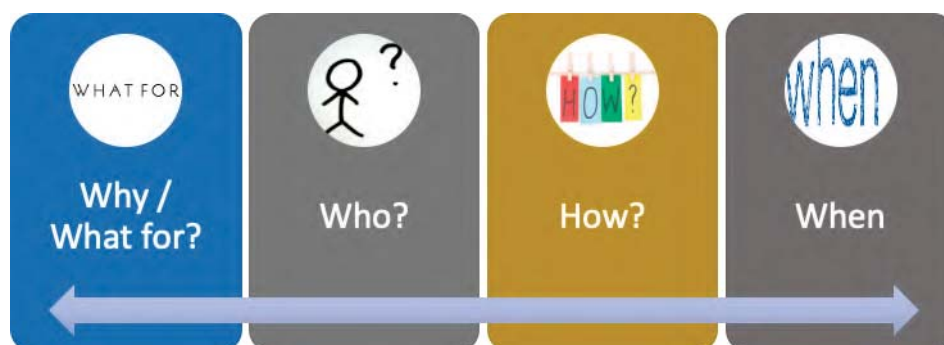 WHAT FOR
?
HOW?
when
Why /
What for?
Who?
How?
When